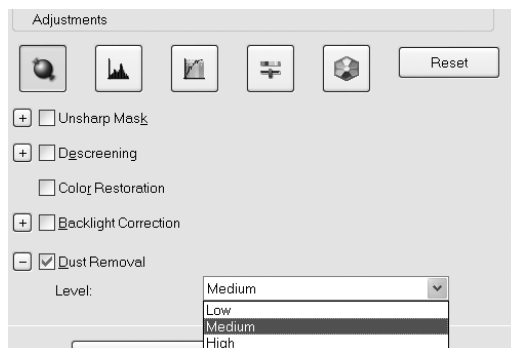 Adjustments
Reset
Unsharp Mask
Descreening
Color Restoration
Backlight Correction
Dust Removal
Level: Medium
Low
Medium
High